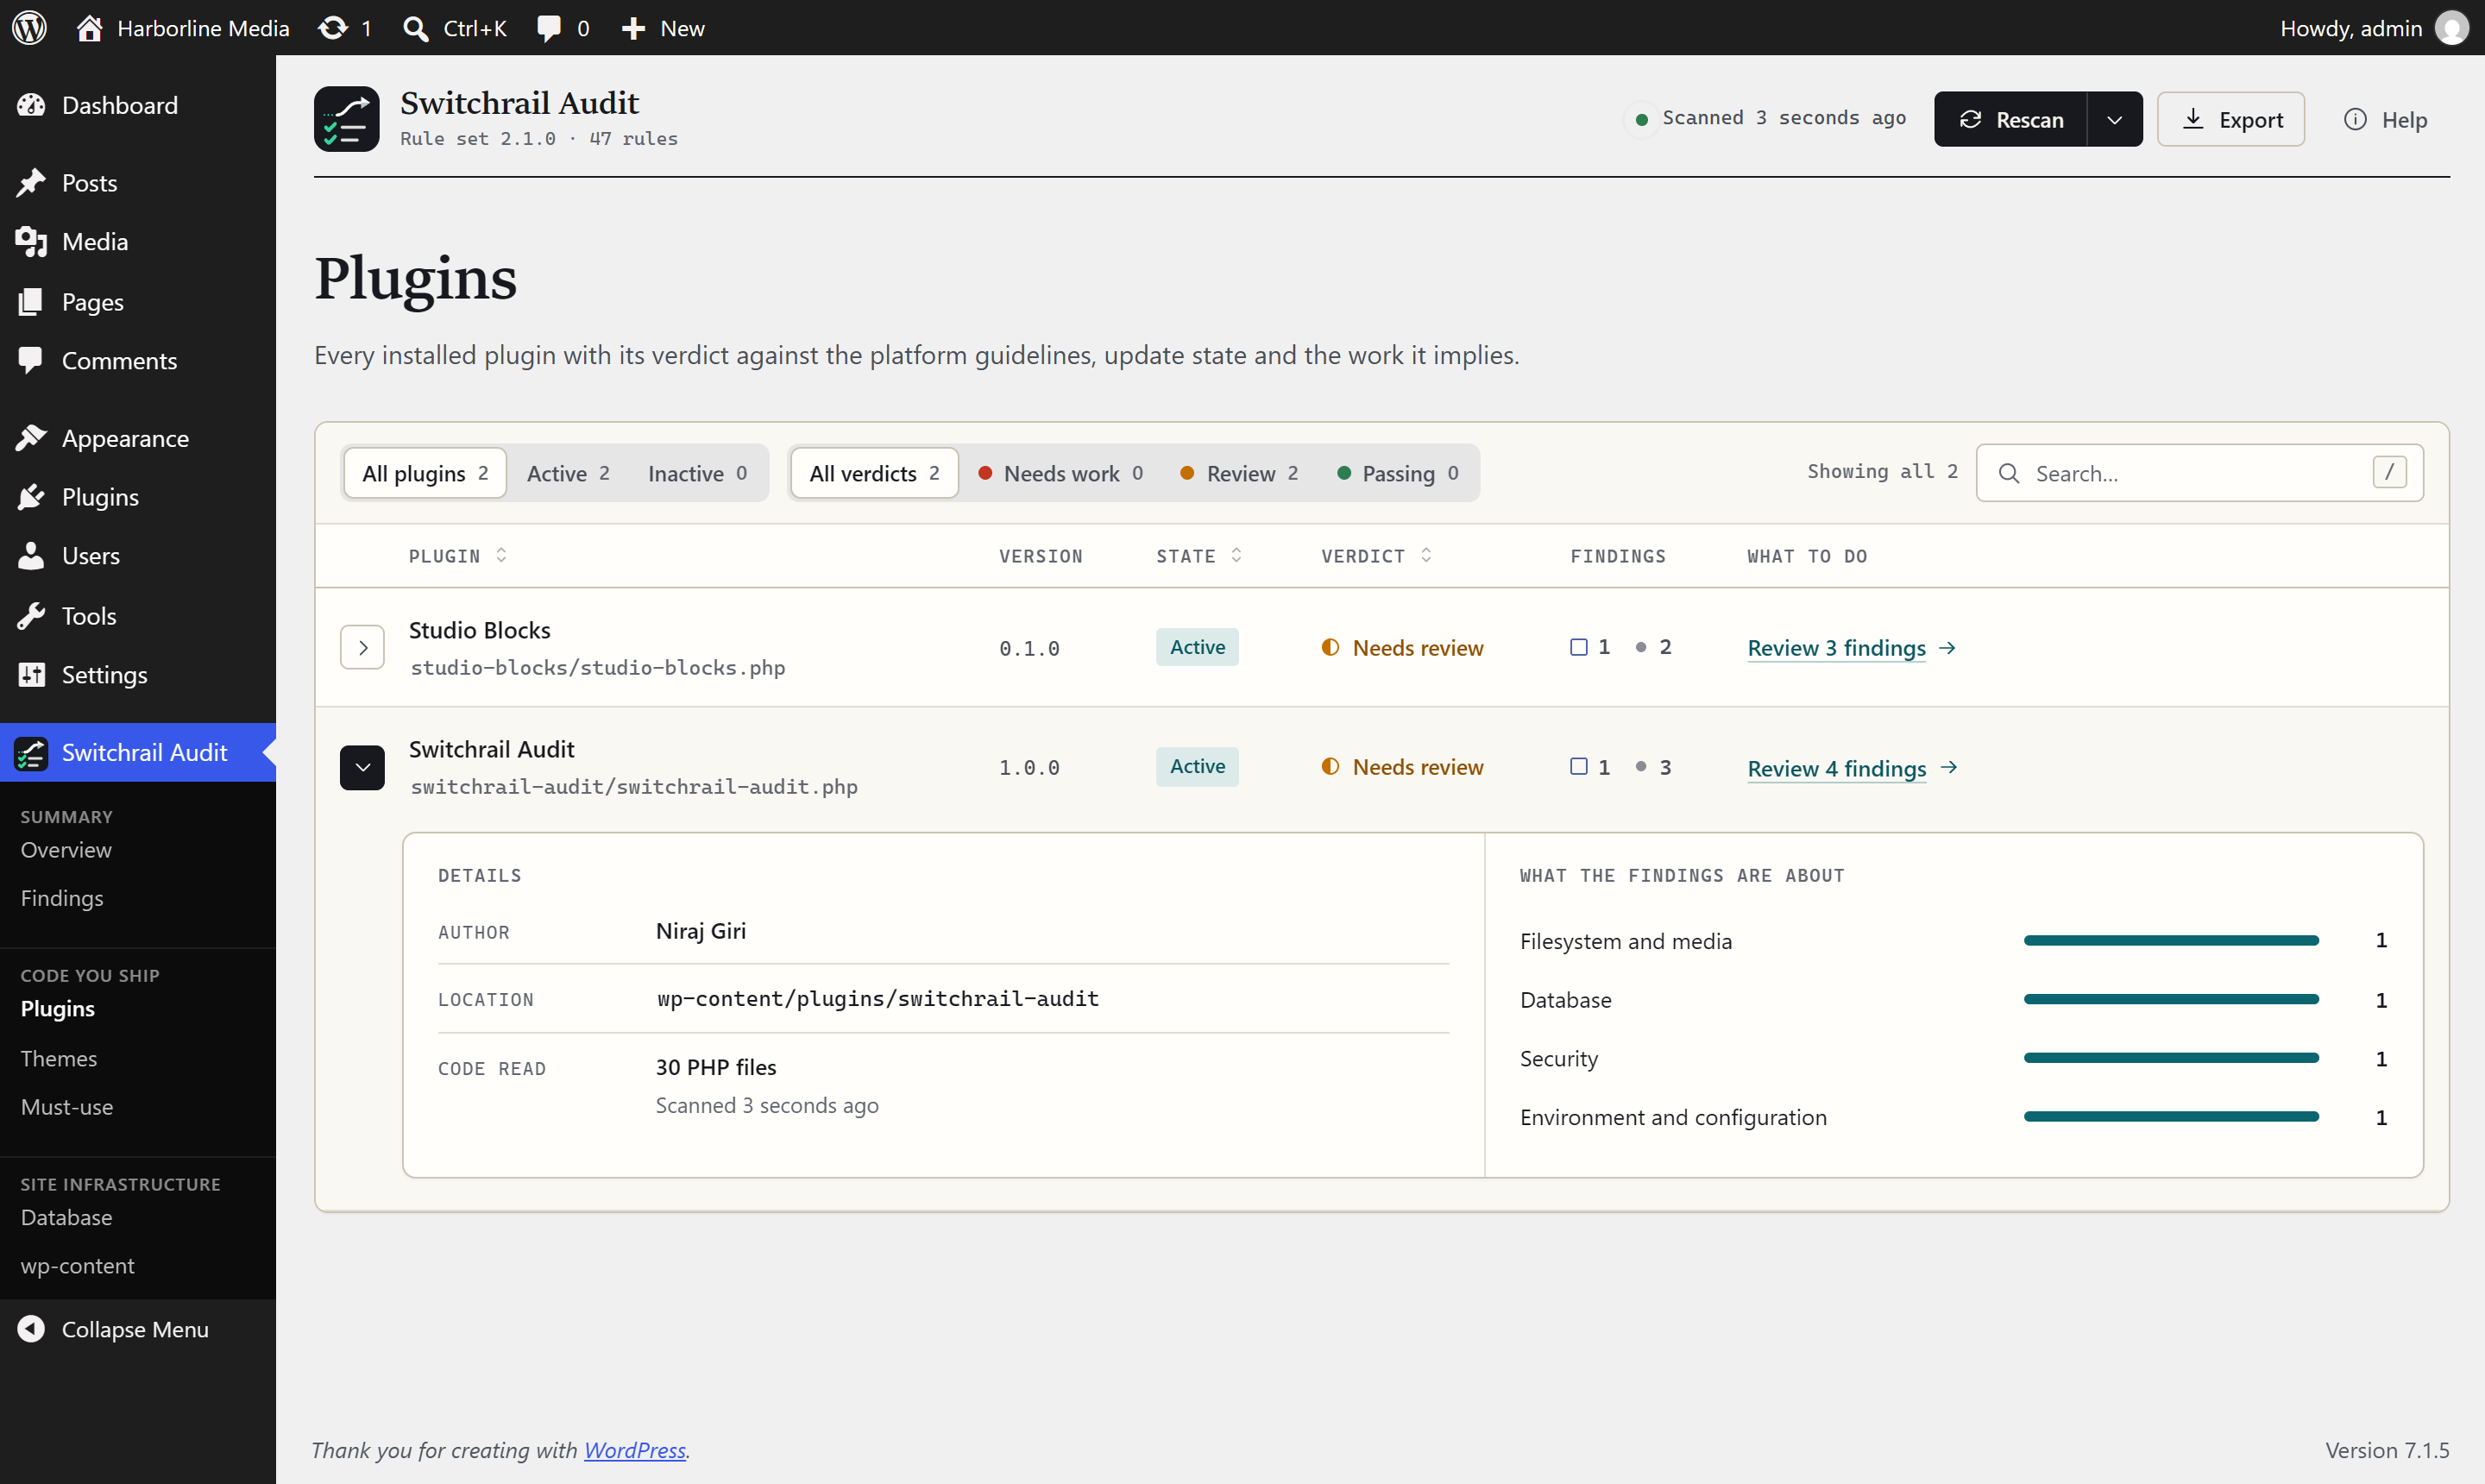 Harborline Media
1
Ctrl+K
0
New
Howdy, admin
Dashboard
Posts
Media
Pages
Comments
Appearance
Plugins
Users
Tools
Settings
Switchrail Audit
SUMMARY
Overview
Findings
CODE YOU SHIP
Plugins
Themes
Must-use
SITE INFRASTRUCTURE
Database
wp-content
Collapse Menu
Switchrail Audit
Rule set 2.1.0 · 47 rules
Scanned 3 seconds ago
Rescan
Export
Help
Plugins
Every installed plugin with its verdict against the platform guidelines, update state and the work it implies.
All plugins 2
Active 2
Inactive 0
All verdicts 2
Needs work 0
Review 2
Passing 0
Showing all 2
Search...
/
PLUGIN
VERSION
STATE
VERDICT
FINDINGS
WHAT TO DO
Studio Blocks
studio-blocks/studio-blocks.php
0.1.0
Active
Needs review
1
2
Review 3 findings →
Switchrail Audit
switchrail-audit/switchrail-audit.php
1.0.0
Active
Needs review
1
3
Review 4 findings →
DETAILS
AUTHOR
Niraj Giri
LOCATION
wp-content/plugins/switchrail-audit
CODE READ
30 PHP files
Scanned 3 seconds ago
WHAT THE FINDINGS ARE ABOUT
Filesystem and media 1
Database 1
Security 1
Environment and configuration 1
Thank you for creating with WordPress.
Version 7.1.5